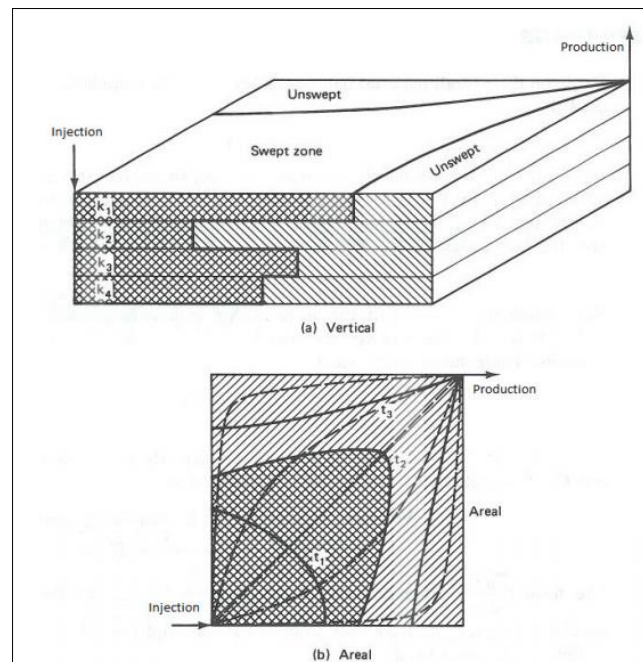 Production
Unswept
Injection
Swept zone
Unswept
k1
k2
k3
k4
(a) Vertical
Production
t3
t2
Areal
t1
Injection
(b) Areal